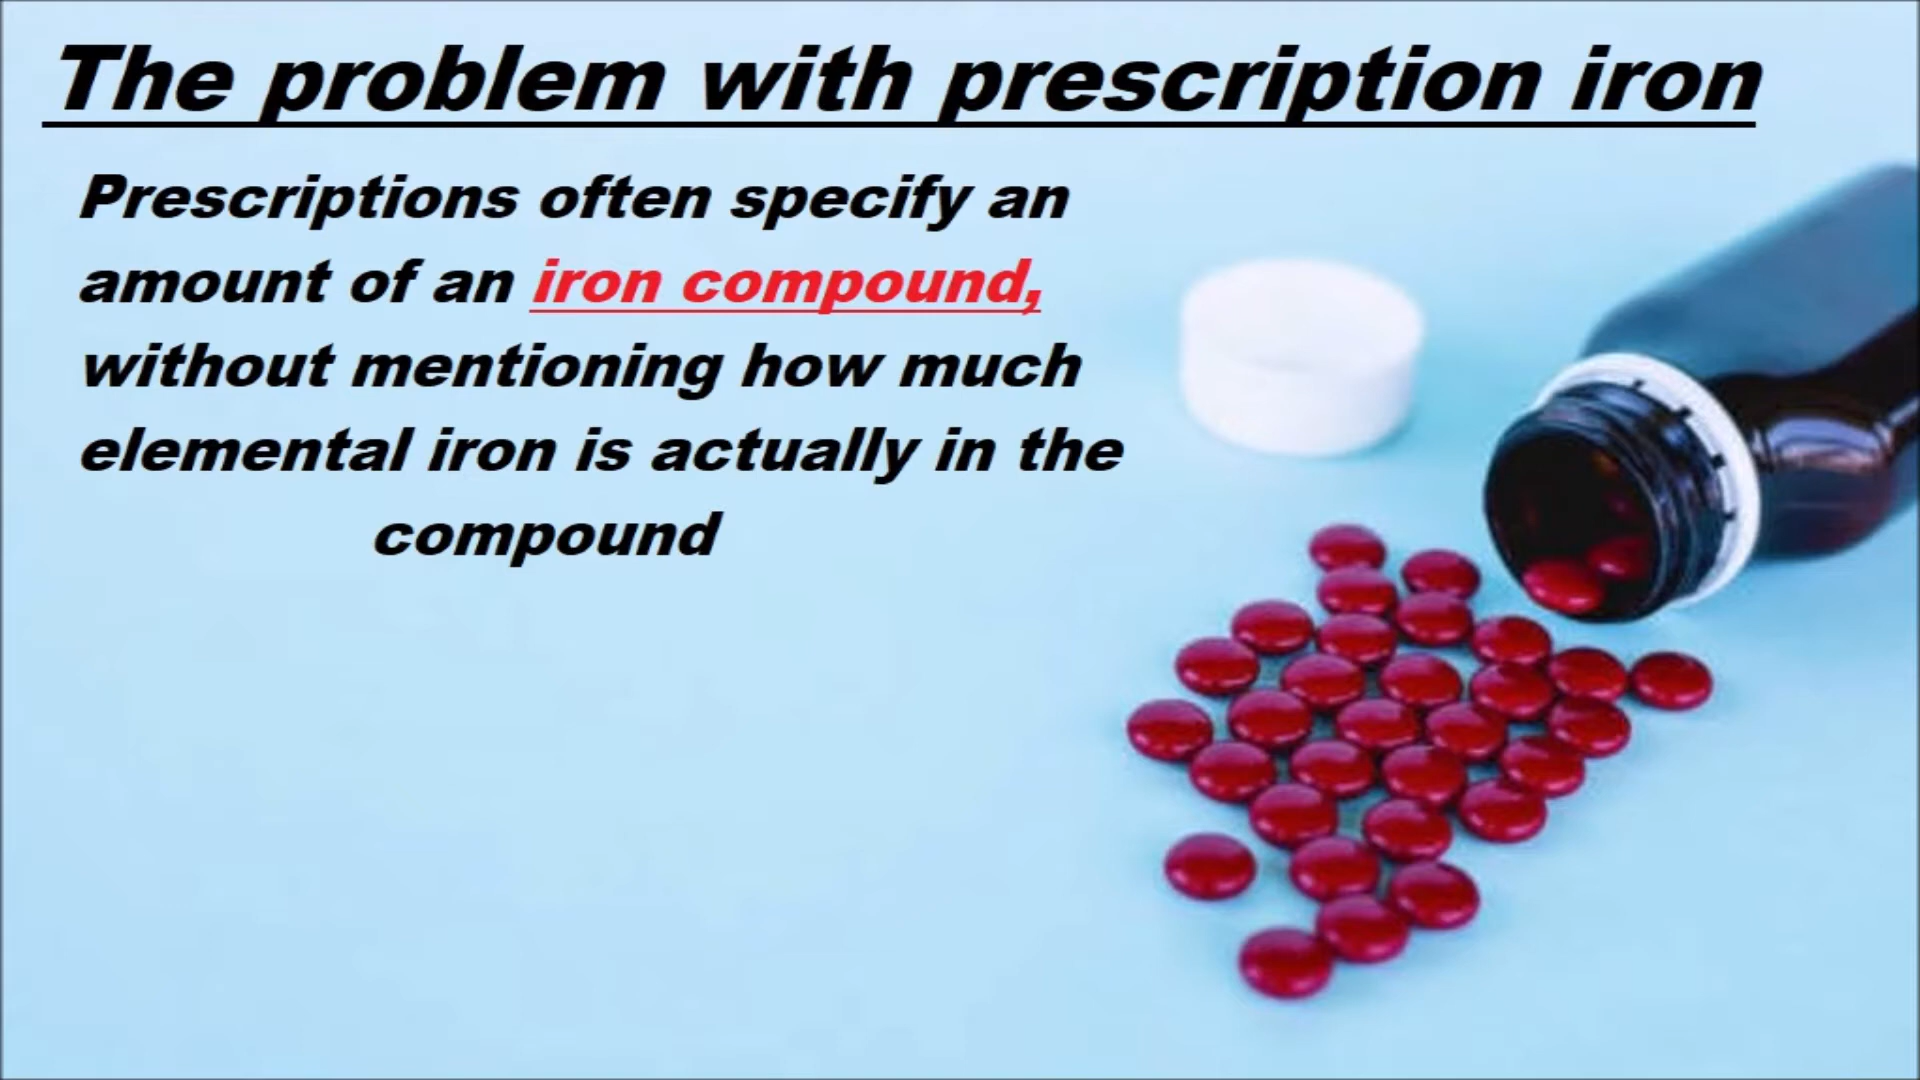 The problem with prescription iron
Prescriptions often specify an
amount of an iron compound,
without mentioning how much
elemental iron is actually in the
compound